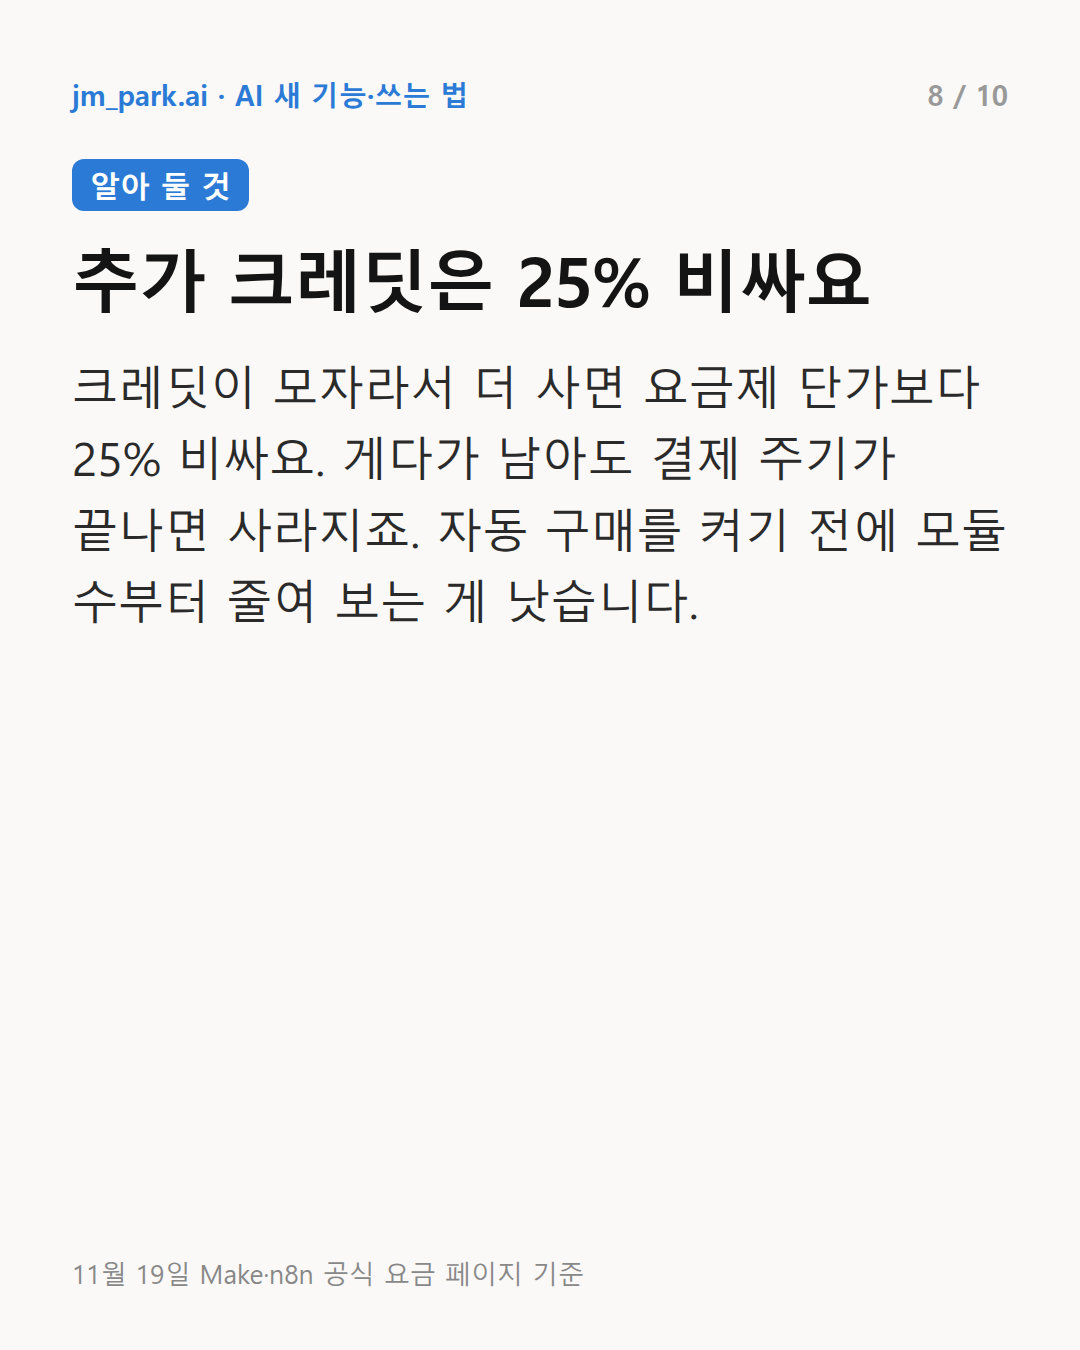 jm_park.ai · AI 새 기능·쓰는 법
8 / 10
알아 둘 것
추가 크레딧은 25% 비싸요
크레딧이 모자라서 더 사면 요금제 단가보다
25% 비싸요. 게다가 남아도 결제 주기가
끝나면 사라지죠. 자동 구매를 켜기 전에 모듈
수부터 줄여 보는 게 낫습니다.
11월 19일 Make·n8n 공식 요금 페이지 기준